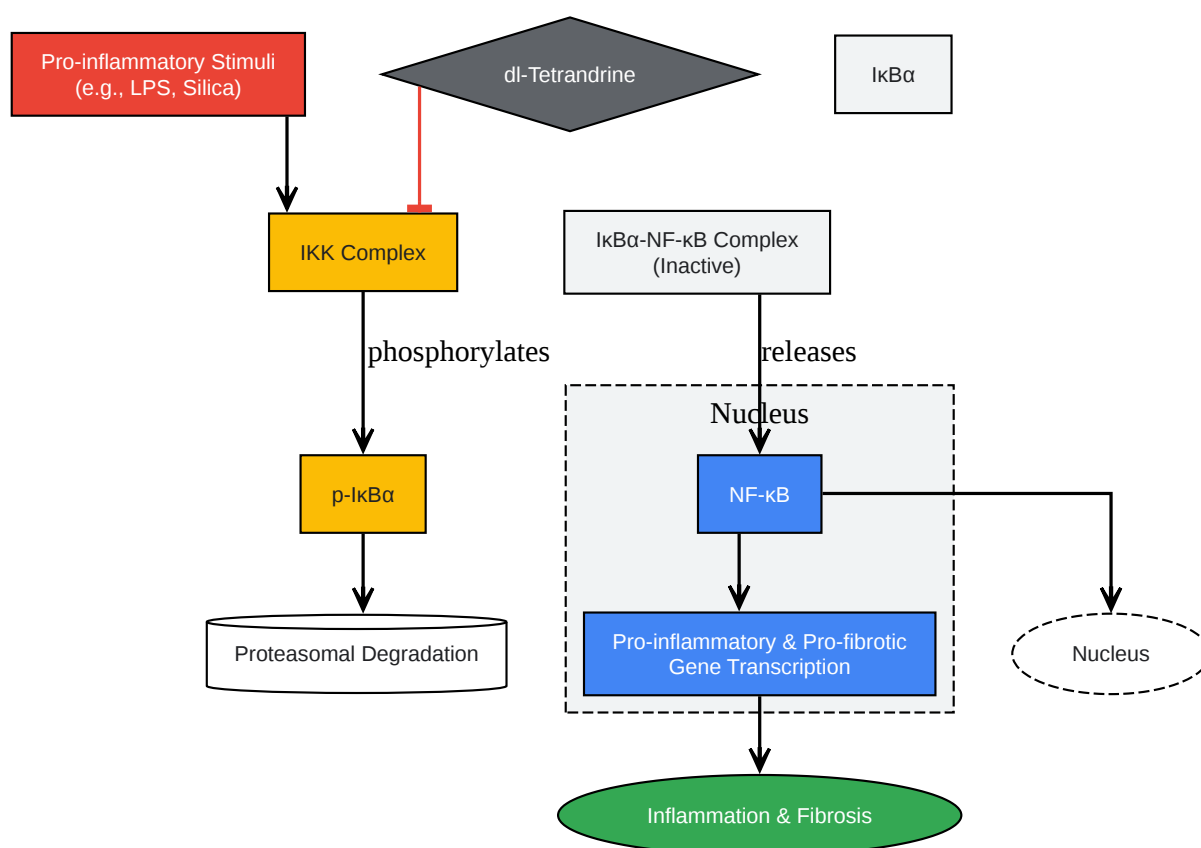 Pro-inflammatory Stimuli
(e.g., LPS, Silica)
dl-Tetrandrine
IκBα
IKK Complex
IκBα-NF-κB Complex
(Inactive)
phosphorylates
releases
Nucleus
p-IκBα
NF-κB
Proteasomal Degradation
Pro-inflammatory & Pro-fibrotic
Gene Transcription
Nucleus
Inflammation & Fibrosis